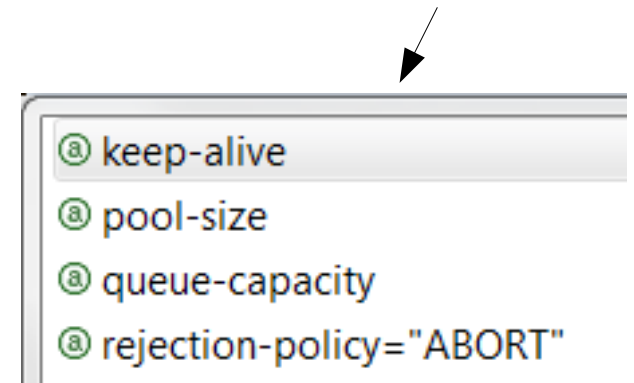 @ keep-alive
@ pool-size
@ queue-capacity
@ rejection-policy="ABORT"